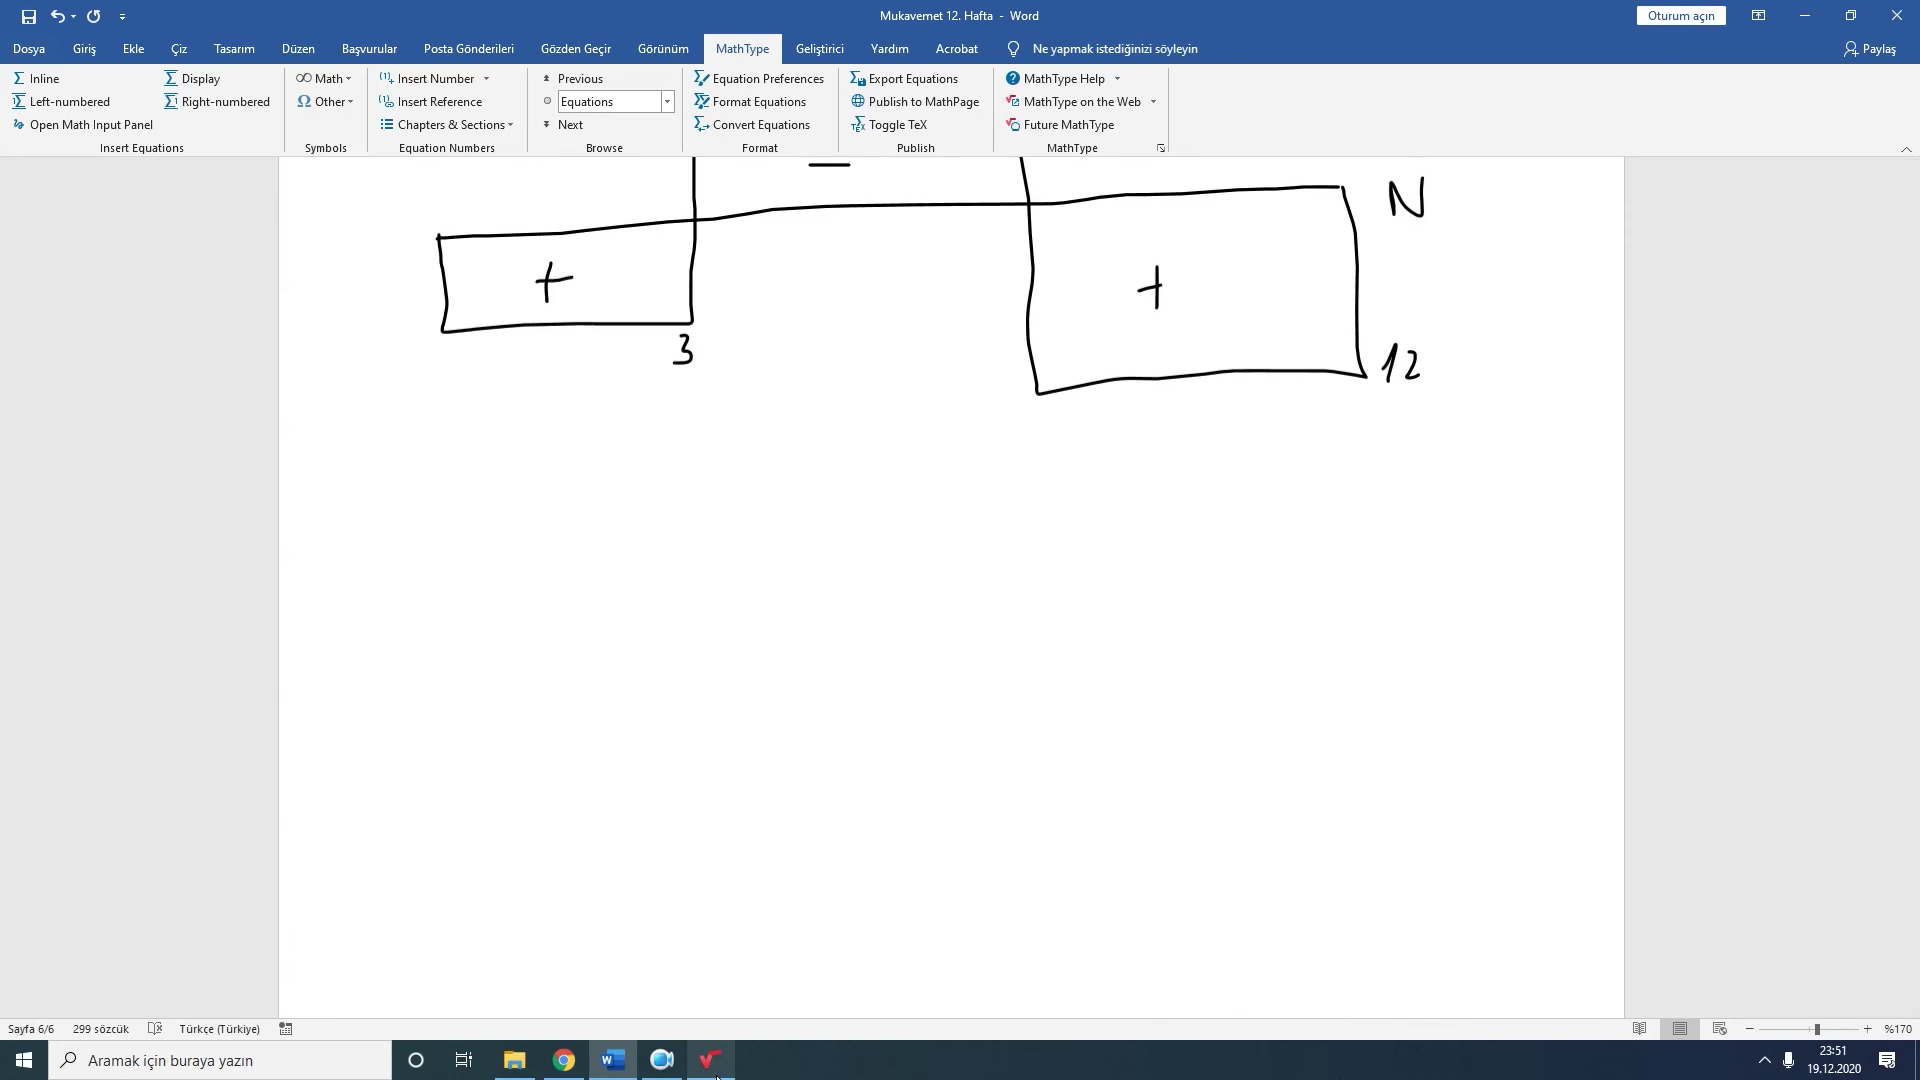 Mukavemet 12. Hafta - Word
Oturum açın
Dosya Giriş Ekle Çiz Tasarım Düzen Başvurular Posta Gönderileri Gözden Geçir Görünüm MathType Geliştirici Yardım Acrobat Ne yapmak istediğinizi söyleyin Paylaş
Inline Display Math Insert Number Previous Equation Preferences Export Equations MathType Help
Left-numbered Right-numbered Other Insert Reference Equations Format Equations Publish to MathPage MathType on the Web
Open Math Input Panel Chapters & Sections Next Convert Equations Toggle TeX Future MathType
Insert Equations Symbols Equation Numbers Browse Format Publish MathType
N
+ +
3 12
Sayfa 6/6 299 sözcük Türkçe (Türkiye) %170
Aramak için buraya yazın
23:51
19.12.2020